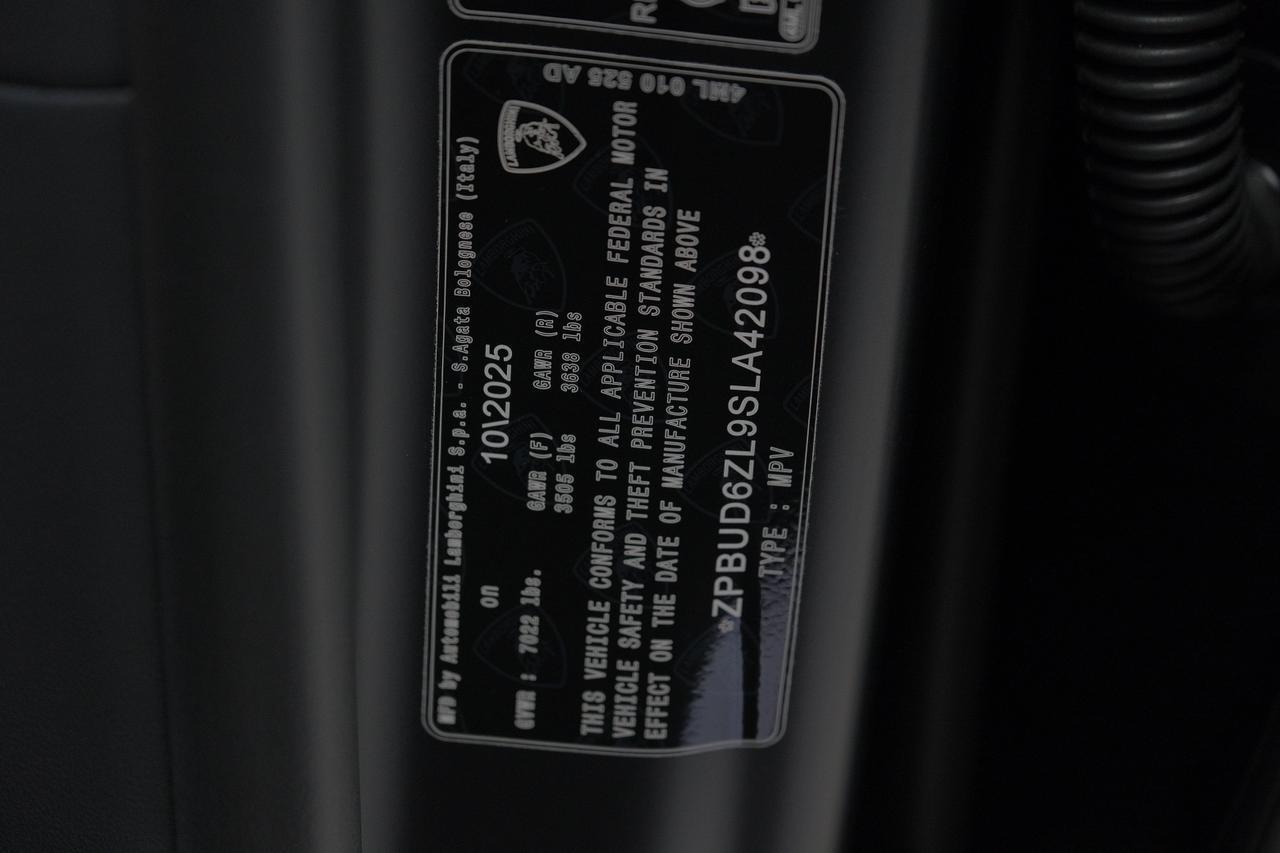 MFD by Automobili Lamborghini S.p.a. - S.Agata Bolognese (Italy)
on 10\2025
GVWR : 7022 lbs. GAWR (F) GAWR (R)
3505 lbs 3638 lbs
THIS VEHICLE CONFORMS TO ALL APPLICABLE FEDERAL MOTOR
VEHICLE SAFETY AND THEFT PREVENTION STANDARDS IN
EFFECT ON THE DATE OF MANUFACTURE SHOWN ABOVE
*ZPBUD6ZL9SLA42098*
TYPE : MPV
4ML 010 525 AD
LAMBORGHINI